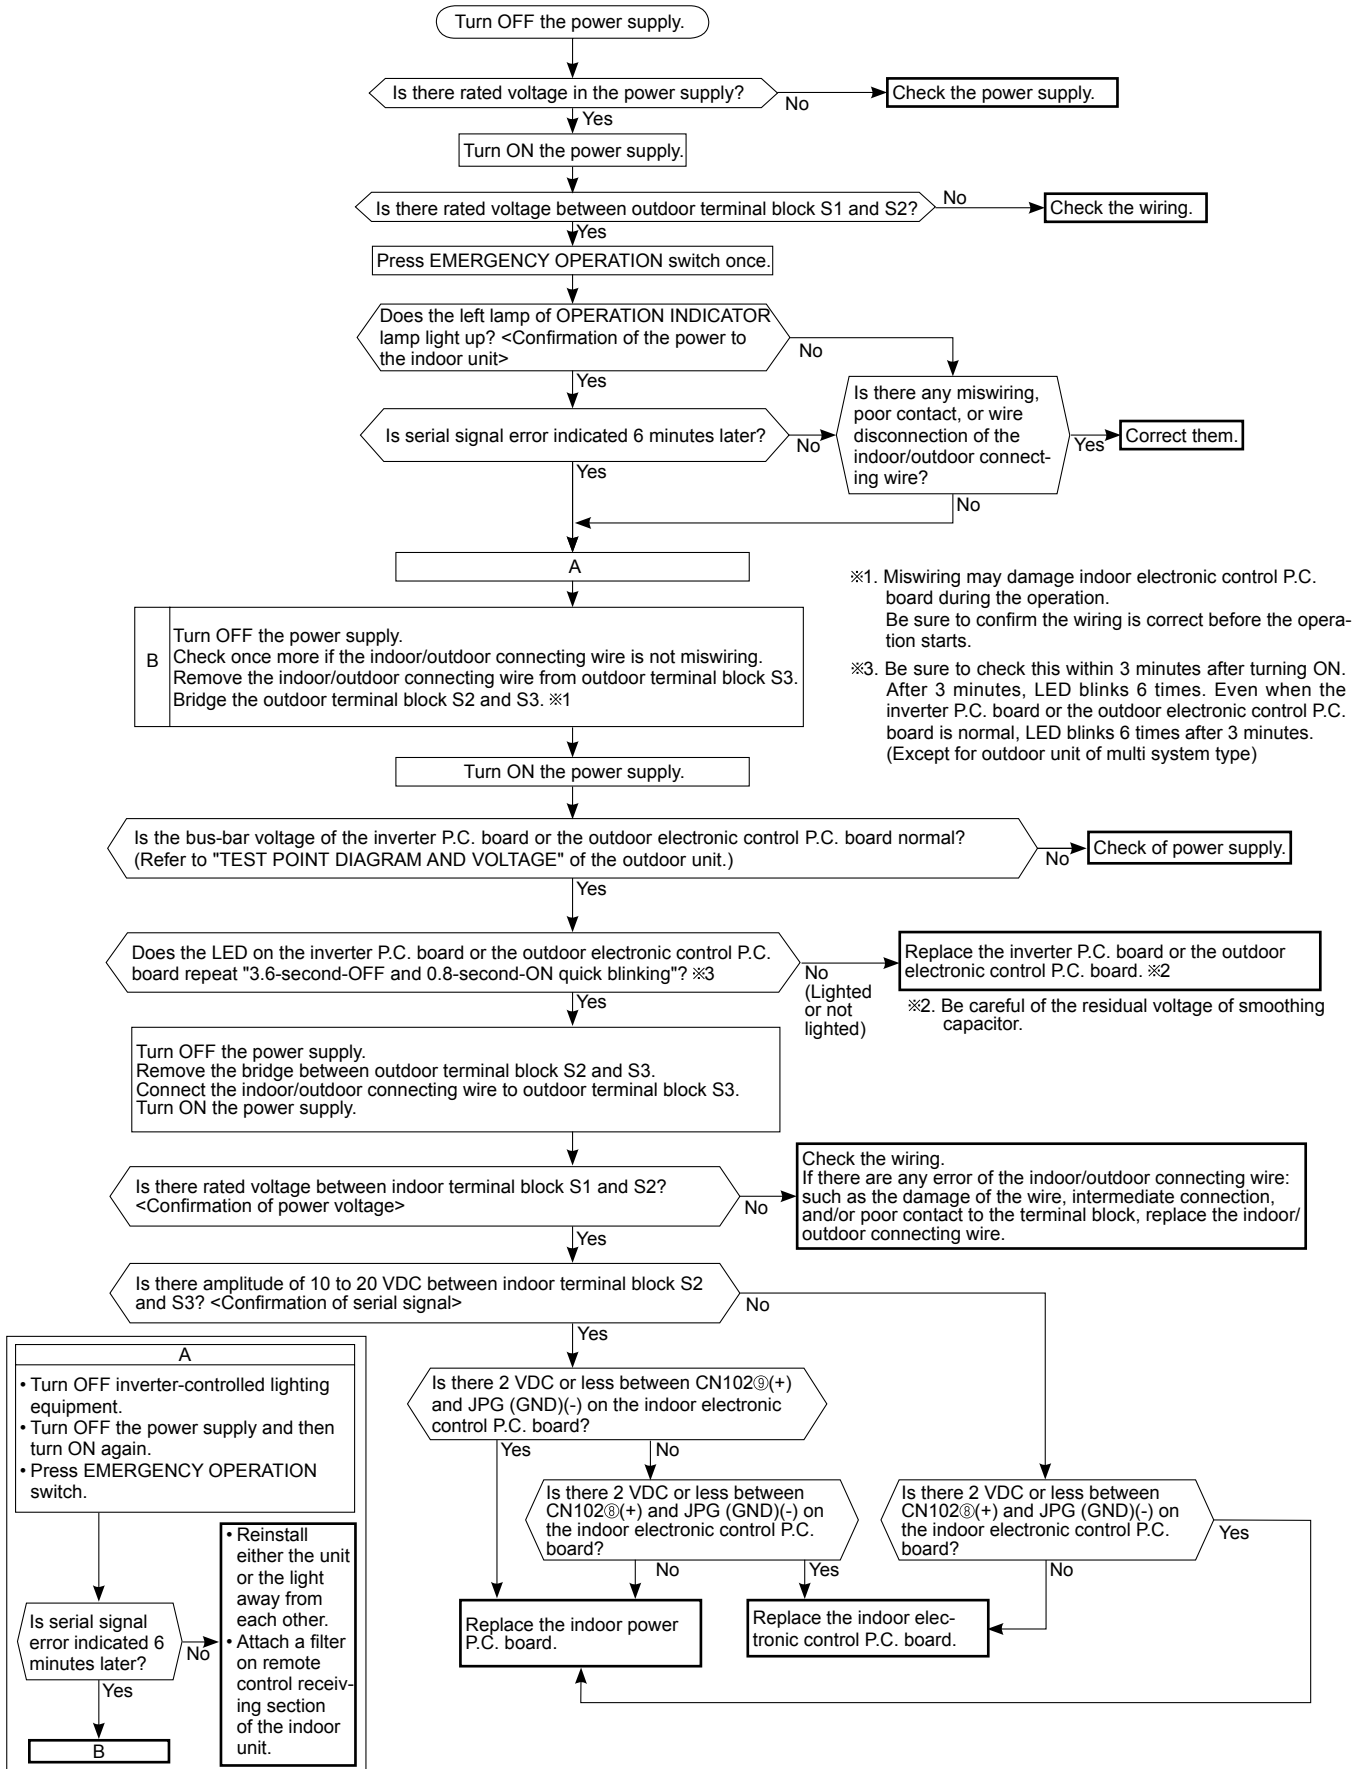 Turn OFF the power supply.
Is there rated voltage in the power supply?
No
Check the power supply.
Yes
Turn ON the power supply.
Is there rated voltage between outdoor terminal block S1 and S2?
No
Check the wiring.
Yes
Press EMERGENCY OPERATION switch once.
Does the left lamp of OPERATION INDICATOR
lamp light up? <Confirmation of the power to
the indoor unit>
No
Yes
Is there any miswiring,
poor contact, or wire
disconnection of the
indoor/outdoor connect-
ing wire?
Is serial signal error indicated 6 minutes later?
No
Yes
Correct them.
Yes
No
A
B
Turn OFF the power supply.
Check once more if the indoor/outdoor connecting wire is not miswiring.
Remove the indoor/outdoor connecting wire from outdoor terminal block S3.
Bridge the outdoor terminal block S2 and S3. ※1
※1. Miswiring may damage indoor electronic control P.C.
board during the operation.
Be sure to confirm the wiring is correct before the opera-
tion starts.
※3. Be sure to check this within 3 minutes after turning ON.
After 3 minutes, LED blinks 6 times. Even when the
inverter P.C. board or the outdoor electronic control P.C.
board is normal, LED blinks 6 times after 3 minutes.
(Except for outdoor unit of multi system type)
Turn ON the power supply.
Is the bus-bar voltage of the inverter P.C. board or the outdoor electronic control P.C. board normal?
(Refer to "TEST POINT DIAGRAM AND VOLTAGE" of the outdoor unit.)
No
Check of power supply.
Yes
Does the LED on the inverter P.C. board or the outdoor electronic control P.C.
board repeat "3.6-second-OFF and 0.8-second-ON quick blinking"? ※3
No
(Lighted
or not
lighted)
Replace the inverter P.C. board or the outdoor
electronic control P.C. board. ※2
※2. Be careful of the residual voltage of smoothing
capacitor.
Yes
Turn OFF the power supply.
Remove the bridge between outdoor terminal block S2 and S3.
Connect the indoor/outdoor connecting wire to outdoor terminal block S3.
Turn ON the power supply.
Is there rated voltage between indoor terminal block S1 and S2?
<Confirmation of power voltage>
No
Check the wiring.
If there are any error of the indoor/outdoor connecting wire:
such as the damage of the wire, intermediate connection,
and/or poor contact to the terminal block, replace the indoor/
outdoor connecting wire.
Yes
Is there amplitude of 10 to 20 VDC between indoor terminal block S2
and S3? <Confirmation of serial signal>
No
Yes
Is there 2 VDC or less between CN102⑨(+)
and JPG (GND)(-) on the indoor electronic
control P.C. board?
Yes
No
Is there 2 VDC or less between
CN102⑧(+) and JPG (GND)(-) on
the indoor electronic control P.C.
board?
No
Yes
Is there 2 VDC or less between
CN102⑧(+) and JPG (GND)(-) on
the indoor electronic control P.C.
board?
Yes
No
Replace the indoor power
P.C. board.
Replace the indoor elec-
tronic control P.C. board.
A
• Turn OFF inverter-controlled lighting
equipment.
• Turn OFF the power supply and then
turn ON again.
• Press EMERGENCY OPERATION
switch.
Is serial signal
error indicated 6
minutes later?
No
Yes
B
• Reinstall
either the unit
or the light
away from
each other.
• Attach a filter
on remote
control receiv-
ing section
of the indoor
unit.